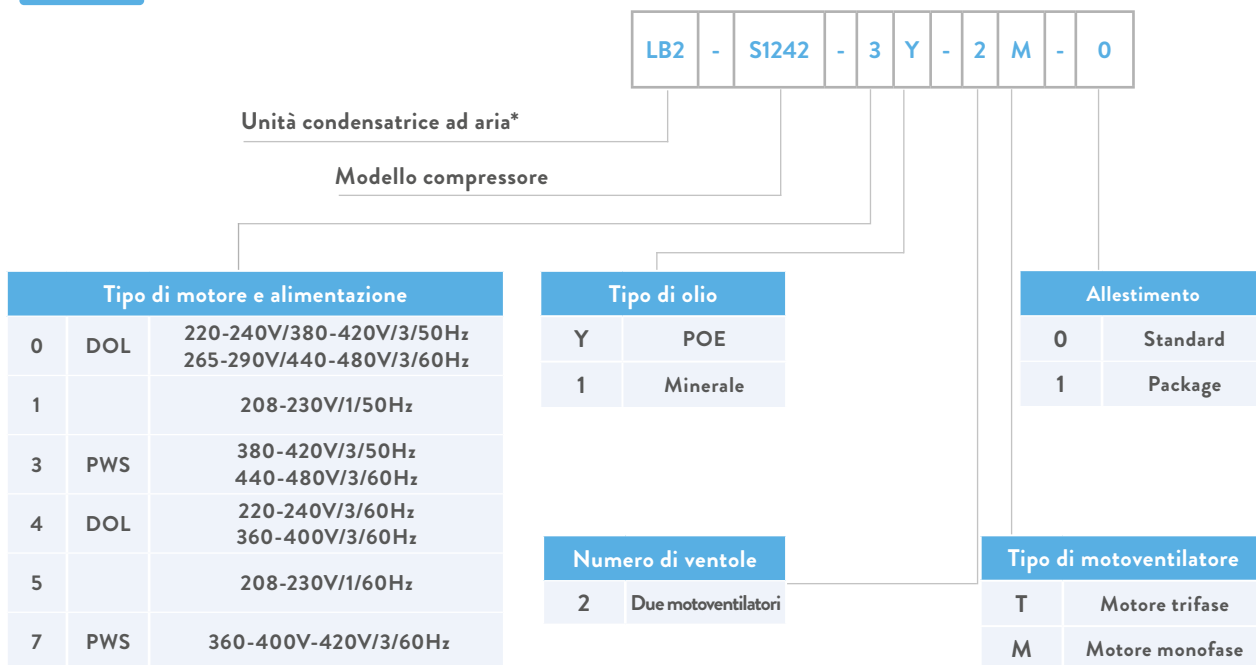 LB2 - S1242 - 3 Y - 2 M - 0
Unità condensatrice ad aria*
Modello compressore
Tipo di motore e alimentazione
0 DOL 220-240V/380-420V/3/50Hz
265-290V/440-480V/3/60Hz
1 208-230V/1/50Hz
3 PWS 380-420V/3/50Hz
440-480V/3/60Hz
4 DOL 220-240V/3/60Hz
360-400V/3/60Hz
5 208-230V/1/60Hz
7 PWS 360-400V-420V/3/60Hz
Tipo di olio
Y POE
1 Minerale
Allestimento
0 Standard
1 Package
Numero di ventole
2 Due motoventilatori
Tipo di motoventilatore
T Motore trifase
M Motore monofase